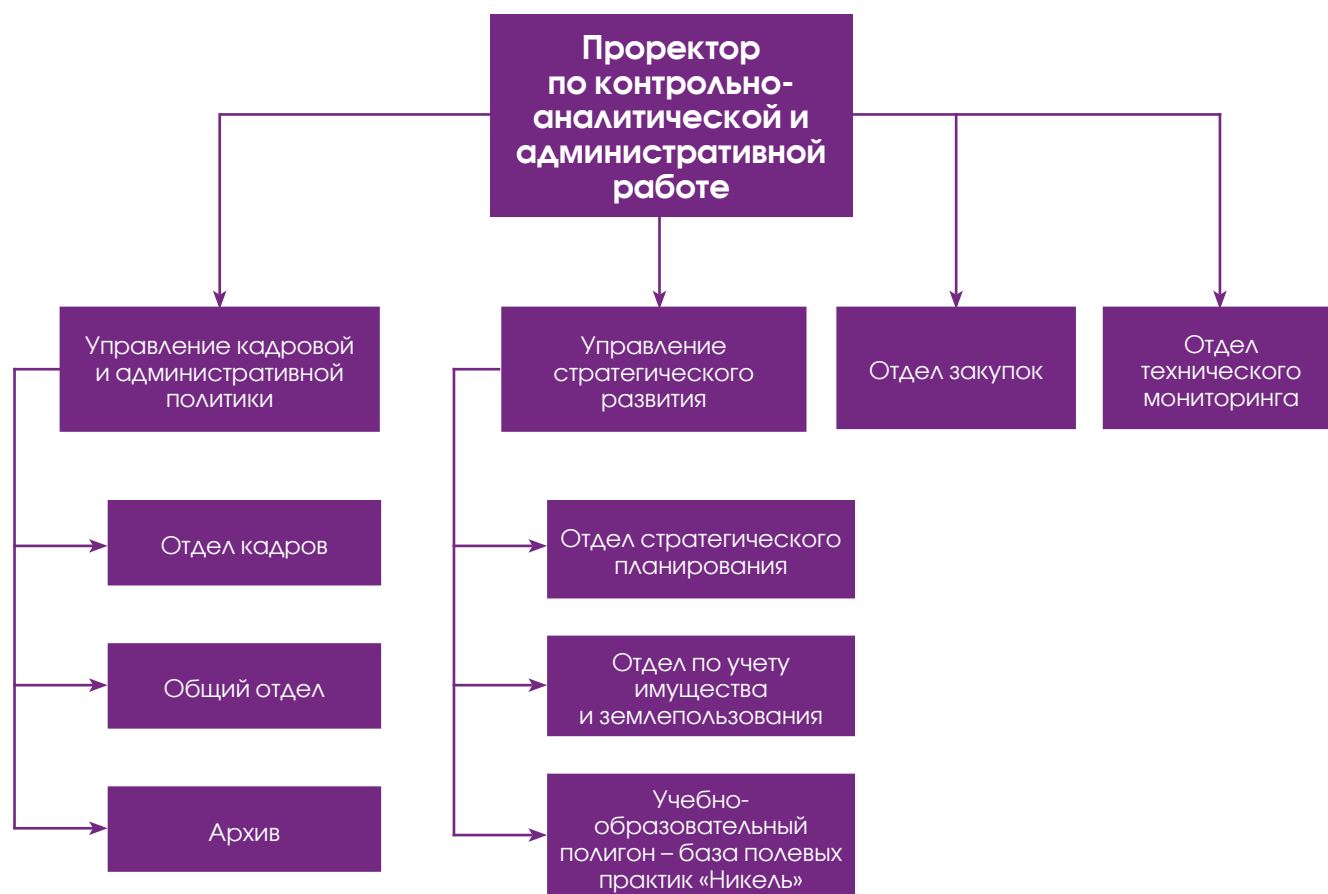 Проректор
по контрольно-
аналитической и
административной
работе
Управление кадровой
и административной
политики
Управление
стратегического
развития
Отдел закупок
Отдел
технического
мониторинга
Отдел кадров
Общий отдел
Архив
Отдел стратегического
планирования
Отдел по учету
имущества
и землепользования
Учебно-
образовательный
полигон – база полевых
практик «Никель»